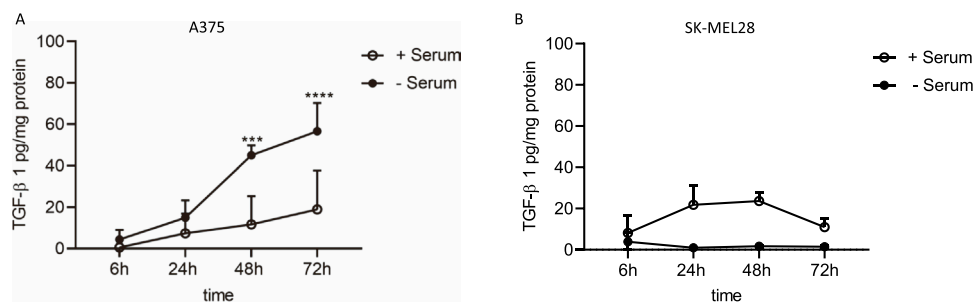 A
A375
100
80
60
40
20
0
TGF-β 1 pg/mg protein
***
****
6h 24h 48h 72h
time
+ Serum
- Serum
B
SK-MEL28
100
80
60
40
20
0
TGF-β 1 pg/mg protein
6h 24h 48h 72h
time
+ Serum
- Serum